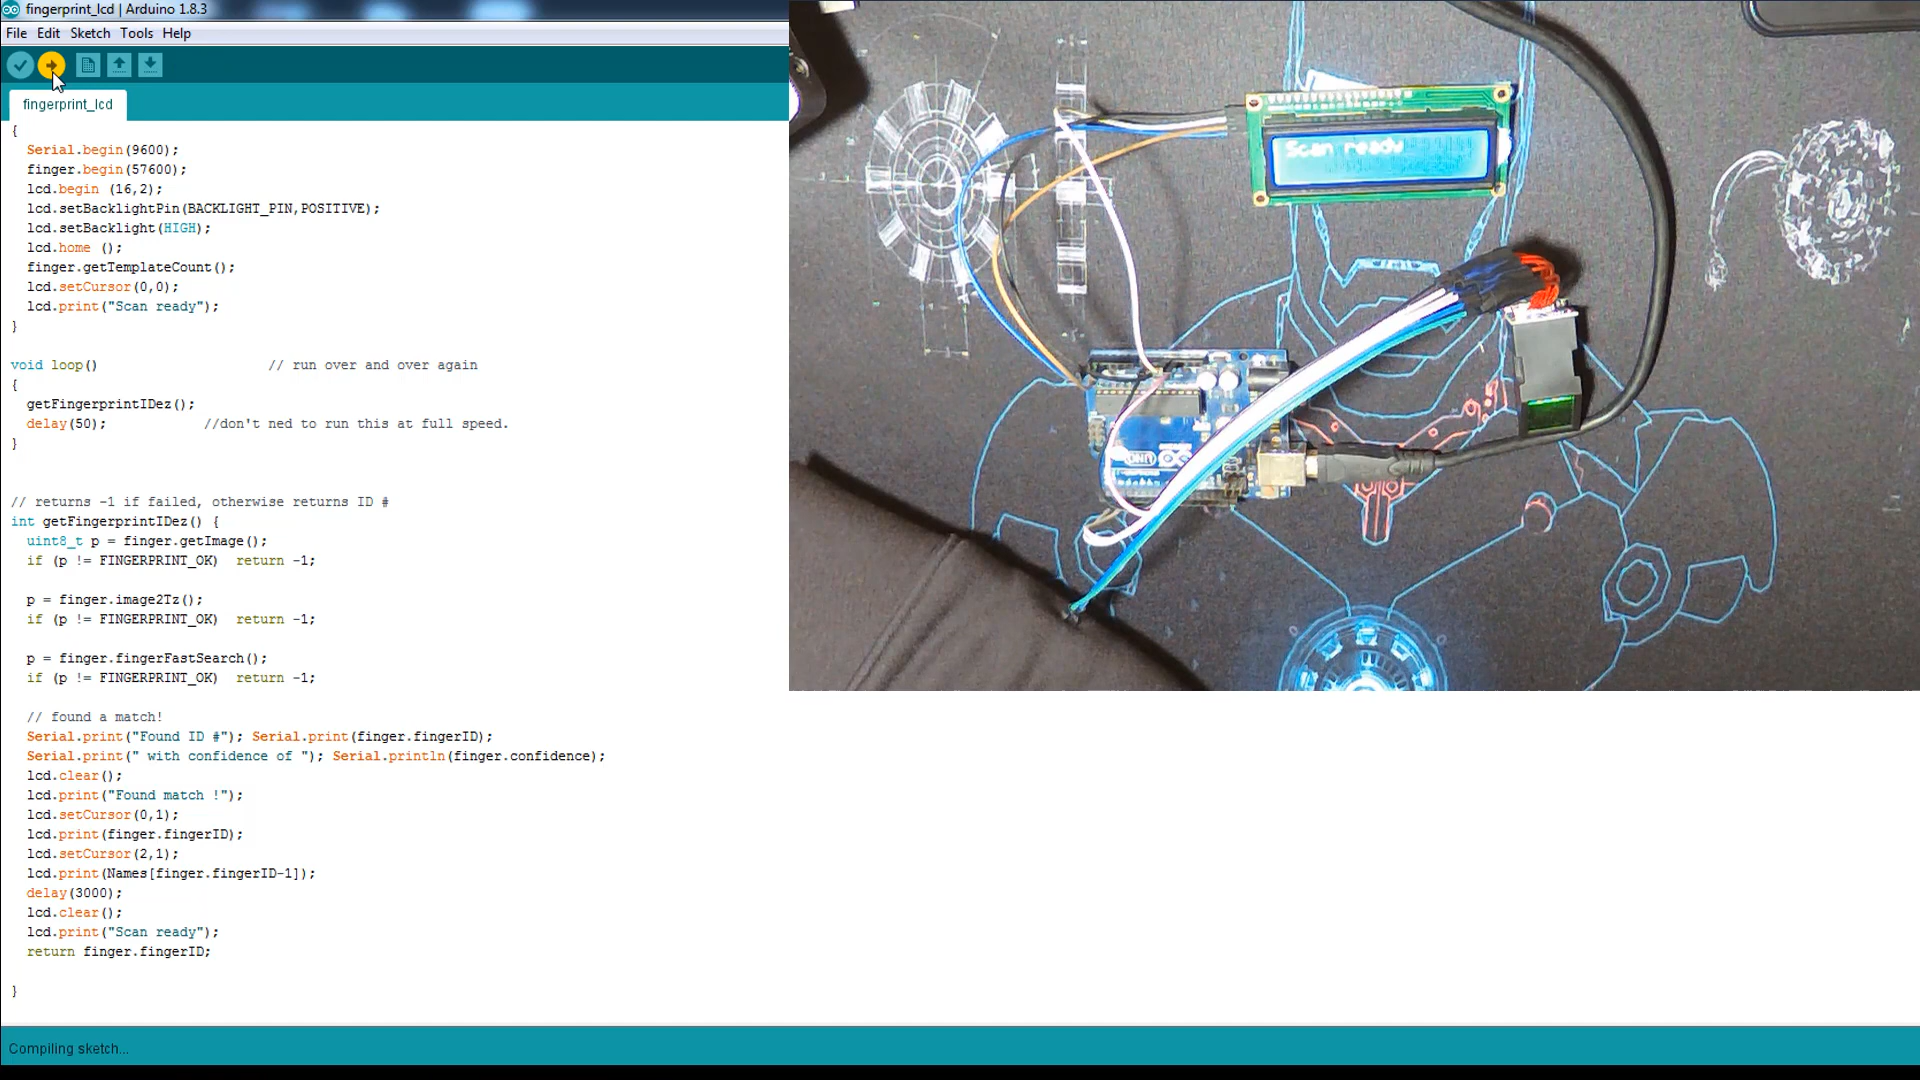 fingerprint_lcd | Arduino 1.8.3
File Edit Sketch Tools Help
fingerprint_lcd
{
Serial.begin(9600);
finger.begin(57600);
lcd.begin (16,2);
lcd.setBacklightPin(BACKLIGHT_PIN,POSITIVE);
lcd.setBacklight(HIGH);
lcd.home ();
finger.getTemplateCount();
lcd.setCursor(0,0);
lcd.print("Scan ready");
}
void loop() // run over and over again
{
getFingerprintIDez();
delay(50); //don't ned to run this at full speed.
}
// returns -1 if failed, otherwise returns ID #
int getFingerprintIDez() {
uint8_t p = finger.getImage();
if (p != FINGERPRINT_OK) return -1;
p = finger.image2Tz();
if (p != FINGERPRINT_OK) return -1;
p = finger.fingerFastSearch();
if (p != FINGERPRINT_OK) return -1;
// found a match!
Serial.print("Found ID #"); Serial.print(finger.fingerID);
Serial.print(" with confidence of "); Serial.println(finger.confidence);
lcd.clear();
lcd.print("Found match !");
lcd.setCursor(0,1);
lcd.print(finger.fingerID);
lcd.setCursor(2,1);
lcd.print(Names[finger.fingerID-1]);
delay(3000);
lcd.clear();
lcd.print("Scan ready");
return finger.fingerID;
}
Compiling sketch...
Scan ready
UNO